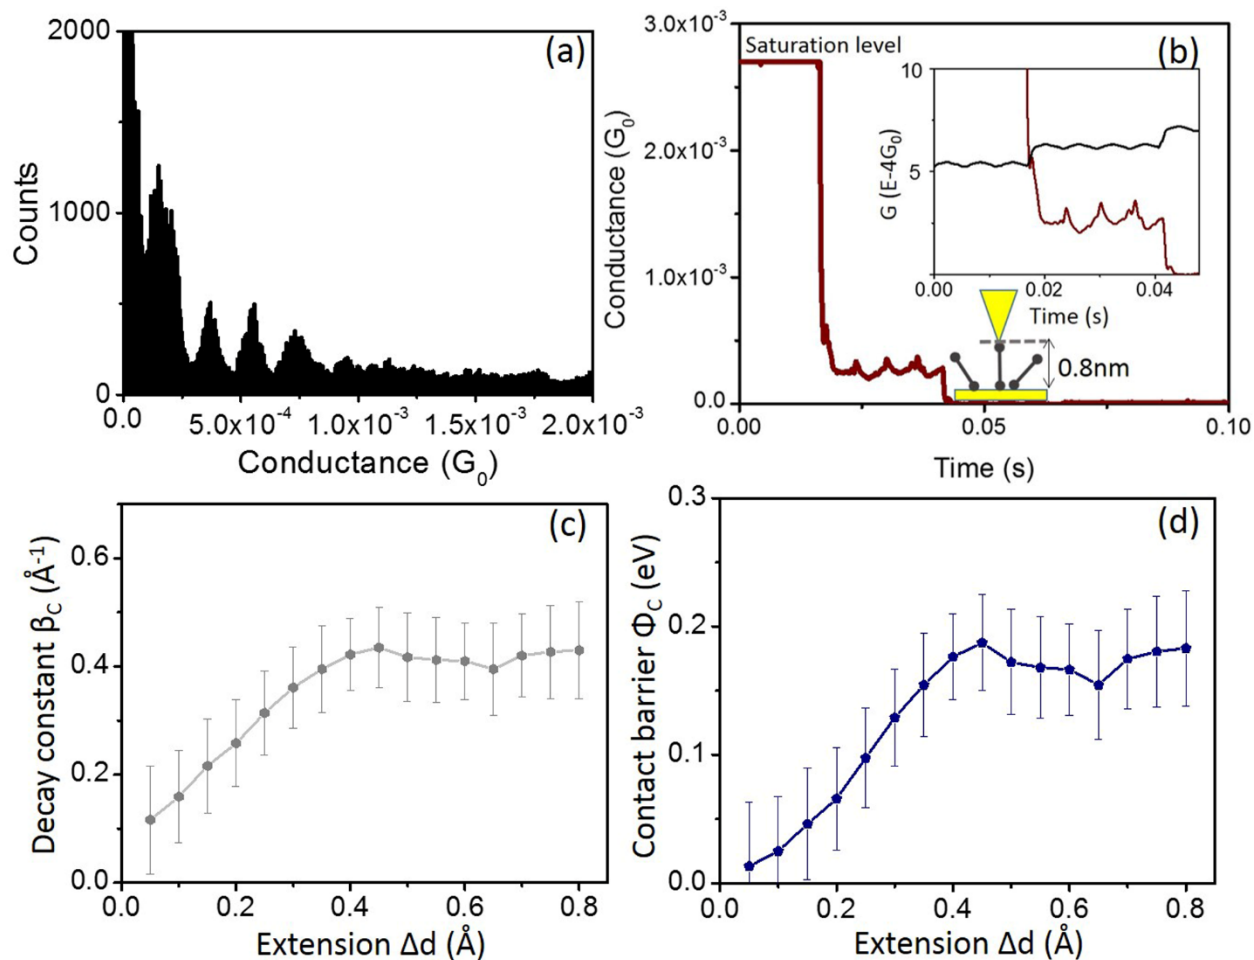 (a)
2000
1000
0
Counts
0.0
5.0x10⁻⁴
1.0x10⁻³
1.5x10⁻³
2.0x10⁻³
Conductance (G₀)
(b)
3.0x10⁻³
2.0x10⁻³
1.0x10⁻³
0.0
Conductance (G₀)
Saturation level
10
5
G (E-4G₀)
0.00
0.02
0.04
Time (s)
0.8nm
0.00
0.05
0.10
Time (s)
(c)
0.6
0.4
0.2
0.0
Decay constant β_C (Å⁻¹)
0.0
0.2
0.4
0.6
0.8
Extension Δd (Å)
(d)
0.3
0.2
0.1
0.0
Contact barrier Φ_C (eV)
0.0
0.2
0.4
0.6
0.8
Extension Δd (Å)